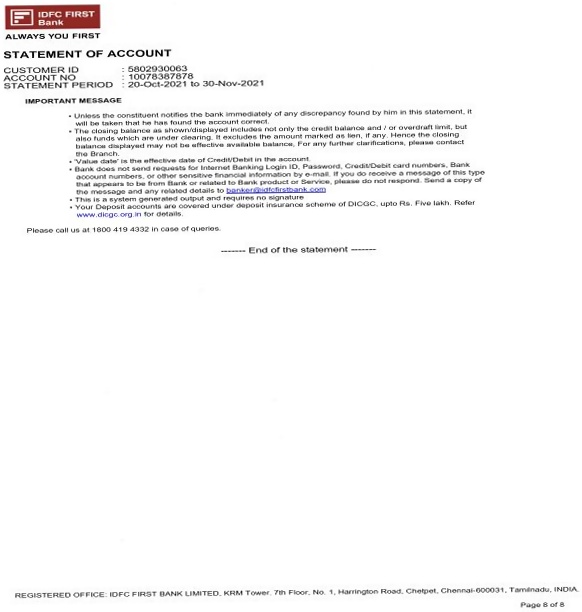 IDFC FIRST
Bank
ALWAYS YOU FIRST
STATEMENT OF ACCOUNT
CUSTOMER ID : 5802930063
ACCOUNT NO : 10078387878
STATEMENT PERIOD : 20-Oct-2021 to 30-Nov-2021
IMPORTANT MESSAGE
• Unless the constituent notifies the bank immediately of any discrepancy found by him in this statement, it
will be taken that he has found the account correct.
• The closing balance as shown/displayed includes not only the credit balance and / or overdraft limit, but
also funds which are under clearing. It excludes the amount marked as lien, if any. Hence the closing
balance displayed may not be effective available balance, For any further clarifications, please contact
the Branch.
• 'Value date' is the effective date of Credit/Debit in the account.
• Bank does not send requests for Internet Banking Login ID, Password, Credit/Debit card numbers, Bank
account numbers, or other sensitive financial information by e-mail. If you do receive a message of this type
that appears to be from Bank or related to Bank product or Service, please do not respond. Send a copy of
the message and any related details to banker@idfcfirstbank.com
• This is a system generated output and requires no signature
• Your Deposit accounts are covered under deposit insurance scheme of DICGC, upto Rs. Five lakh. Refer
www.dicgc.org.in for details.
Please call us at 1800 419 4332 in case of queries.
------- End of the statement -------
REGISTERED OFFICE: IDFC FIRST BANK LIMITED, KRM Tower. 7th Floor, No. 1, Harrington Road, Chetpet, Chennai-600031, Tamilnadu, INDIA.
Page 8 of 8